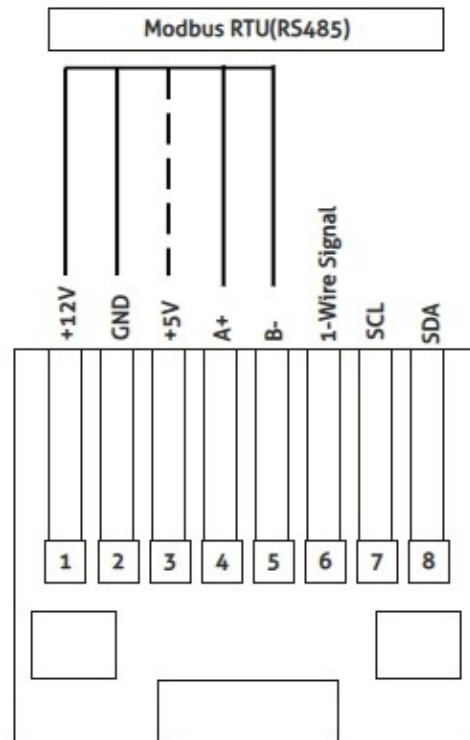 Modbus RTU(RS485)
+12V
GND
+5V
A+
B-
1-Wire Signal
SCL
SDA
1
2
3
4
5
6
7
8